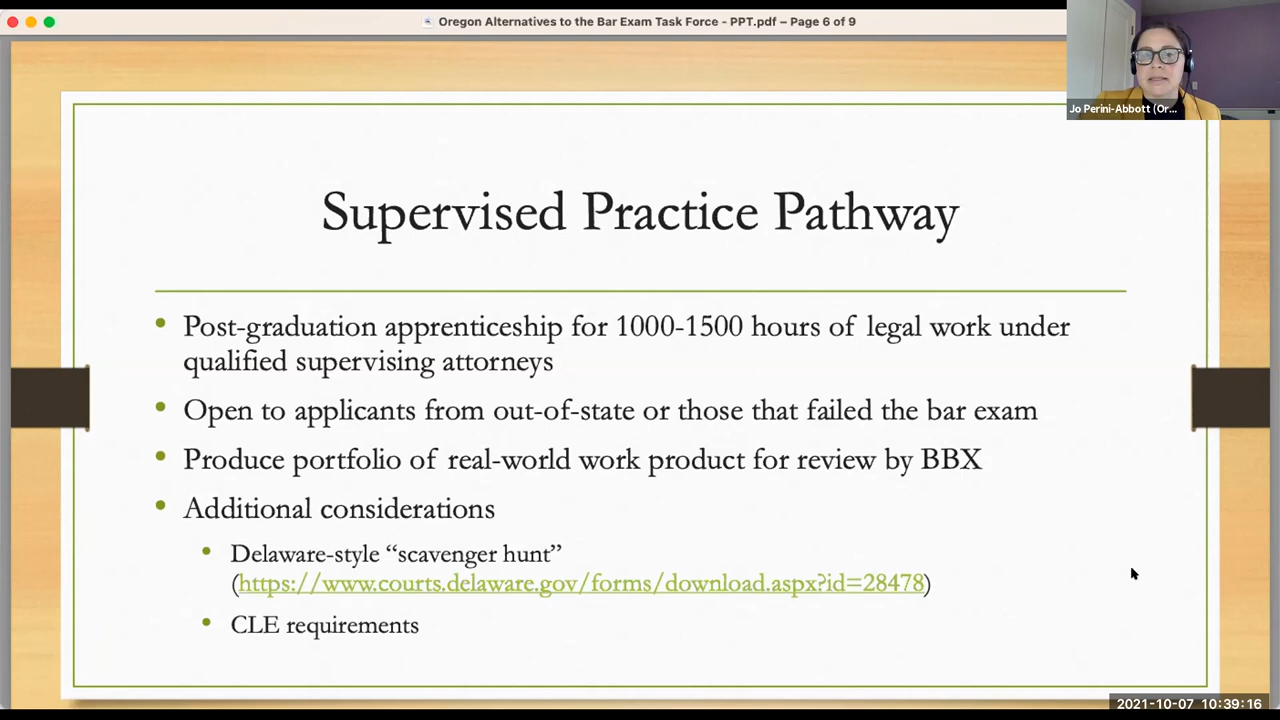 Oregon Alternatives to the Bar Exam Task Force - PPT.pdf – Page 6 of 9
Jo Perini-Abbott (Or...
Supervised Practice Pathway
• Post-graduation apprenticeship for 1000-1500 hours of legal work under
qualified supervising attorneys
• Open to applicants from out-of-state or those that failed the bar exam
• Produce portfolio of real-world work product for review by BBX
• Additional considerations
• Delaware-style “scavenger hunt”
(https://www.courts.delaware.gov/forms/download.aspx?id=28478)
• CLE requirements
2021-10-07 10:39:16